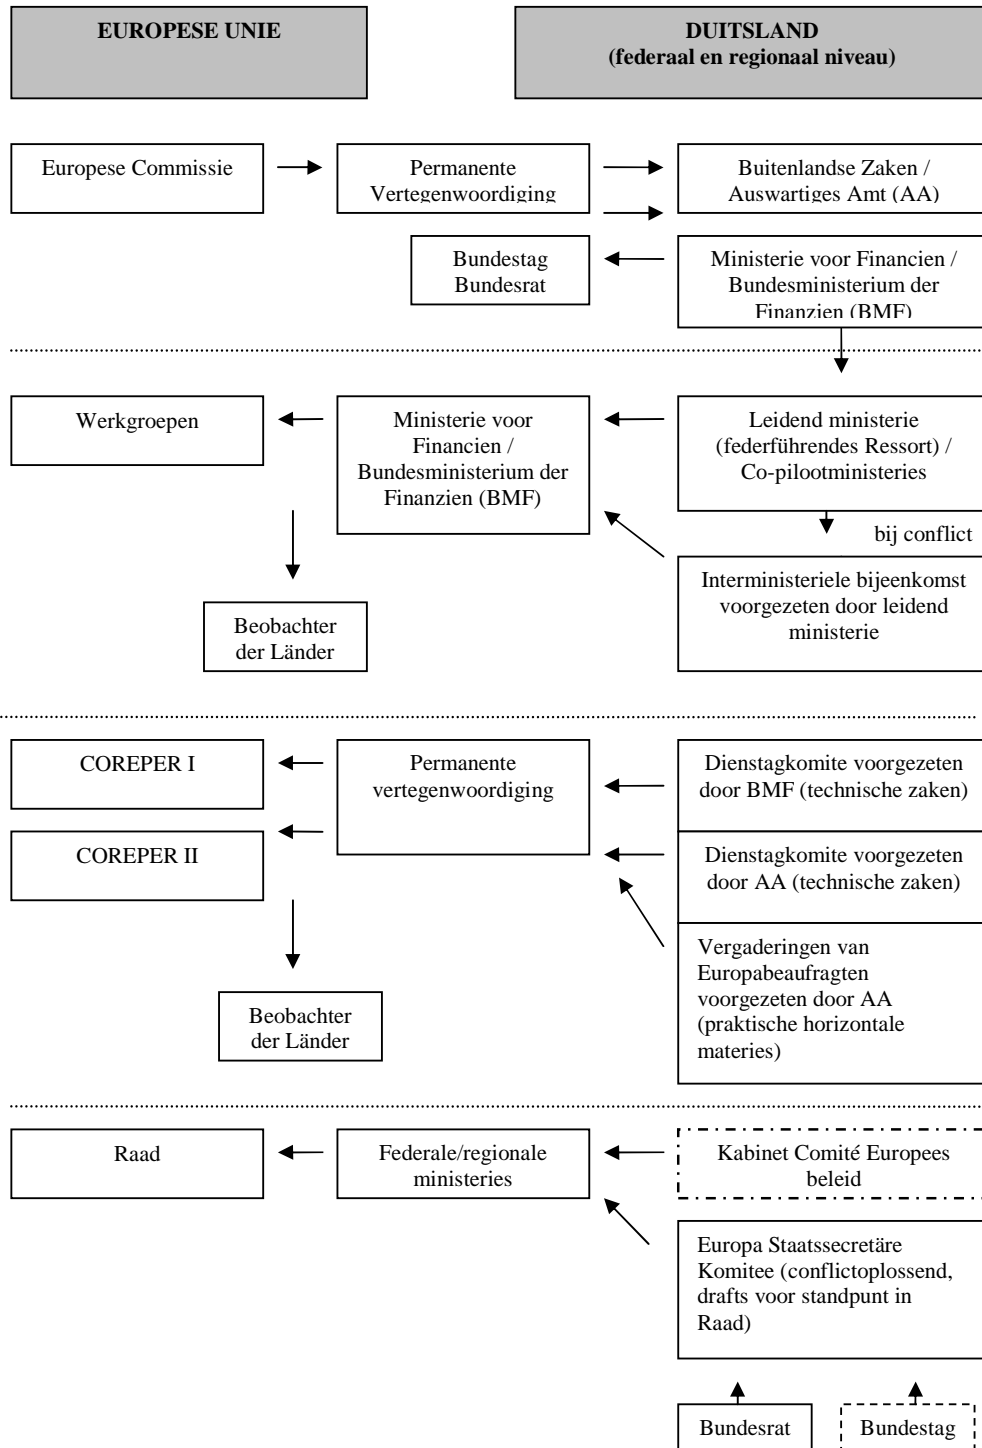 EUROPESE UNIE
DUITSLAND
(federaal en regionaal niveau)
Europese Commissie
Permanente
Vertegenwoordiging
Buitenlandse Zaken /
Auswartiges Amt (AA)
Bundestag
Bundesrat
Ministerie voor Financien /
Bundesministerium der
Finanzien (BMF)
Werkgroepen
Ministerie voor
Financien /
Bundesministerium der
Finanzien (BMF)
Leidend ministerie
(federführendes Ressort) /
Co-pilootministeries
bij conflict
Interministeriele bijeenkomst
voorgezeten door leidend
ministerie
Beobachter
der Länder
COREPER I
COREPER II
Permanente
vertegenwoordiging
Dienstagkomite voorgezeten
door BMF (technische zaken)
Dienstagkomite voorgezeten
door AA (technische zaken)
Vergaderingen van
Europabeaufragten
voorgezeten door AA
(praktische horizontale
materies)
Beobachter
der Länder
Raad
Federale/regionale
ministeries
Kabinet Comité Europees
beleid
Europa Staatssecretäre
Komitee (conflictoplossend,
drafts voor standpunt in
Raad)
Bundesrat
Bundestag